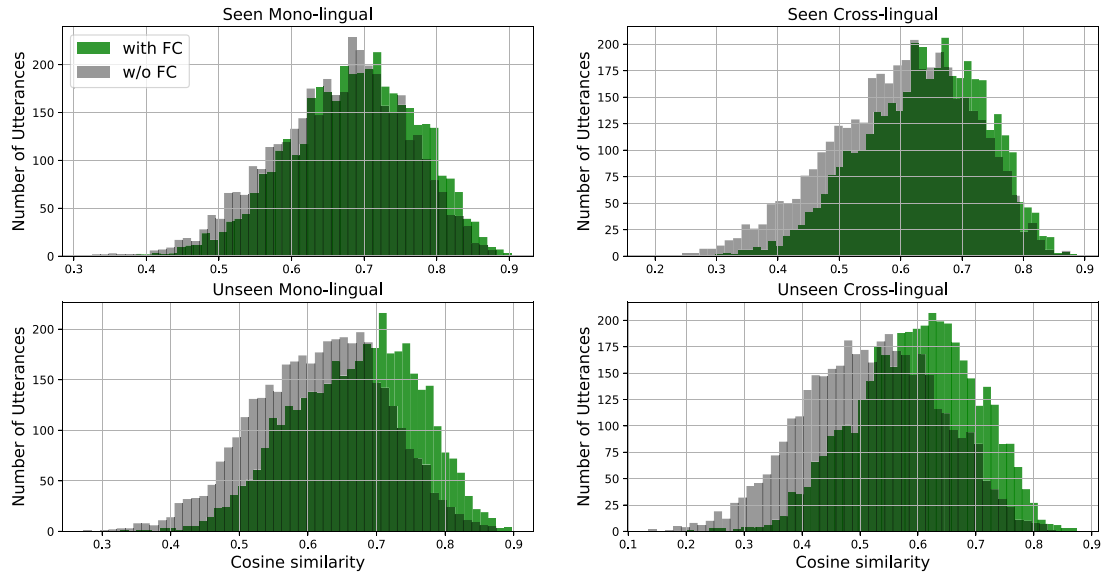 Seen Mono-lingual
Number of Utterances
200
150
100
50
0
with FC
w/o FC
0.3 0.4 0.5 0.6 0.7 0.8 0.9
Seen Cross-lingual
Number of Utterances
200
175
150
125
100
75
50
25
0
0.2 0.3 0.4 0.5 0.6 0.7 0.8 0.9
Unseen Mono-lingual
Number of Utterances
200
150
100
50
0
0.3 0.4 0.5 0.6 0.7 0.8 0.9
Cosine similarity
Unseen Cross-lingual
Number of Utterances
200
175
150
125
100
75
50
25
0
0.1 0.2 0.3 0.4 0.5 0.6 0.7 0.8 0.9
Cosine similarity